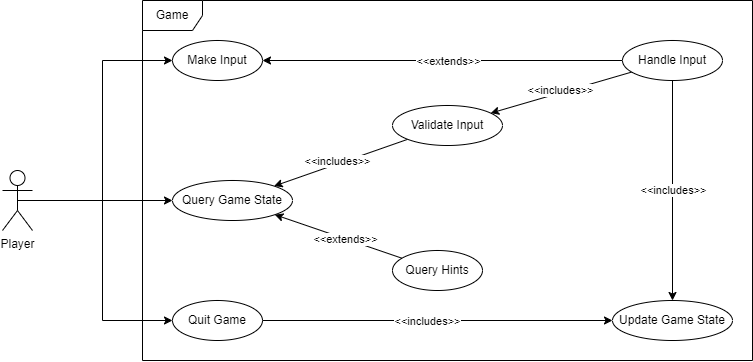 Game
Make Input
<<extends>>
Handle Input
<<includes>>
Validate Input
<<includes>>
<<includes>>
Query Game State
Player
<<extends>>
Query Hints
Quit Game
<<includes>>
Update Game State